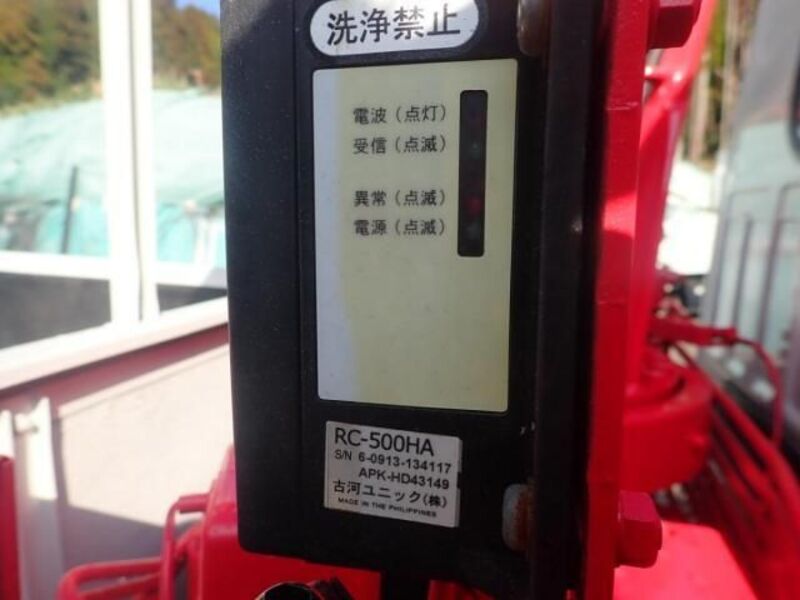 洗浄禁止
電波（点灯）
受信（点滅）
異常（点滅）
電源（点滅）
RC-500HA
S/N 6-0913-134117
APK-HD43149
古河ユニック(株)
MADE IN THE PHILIPPINES